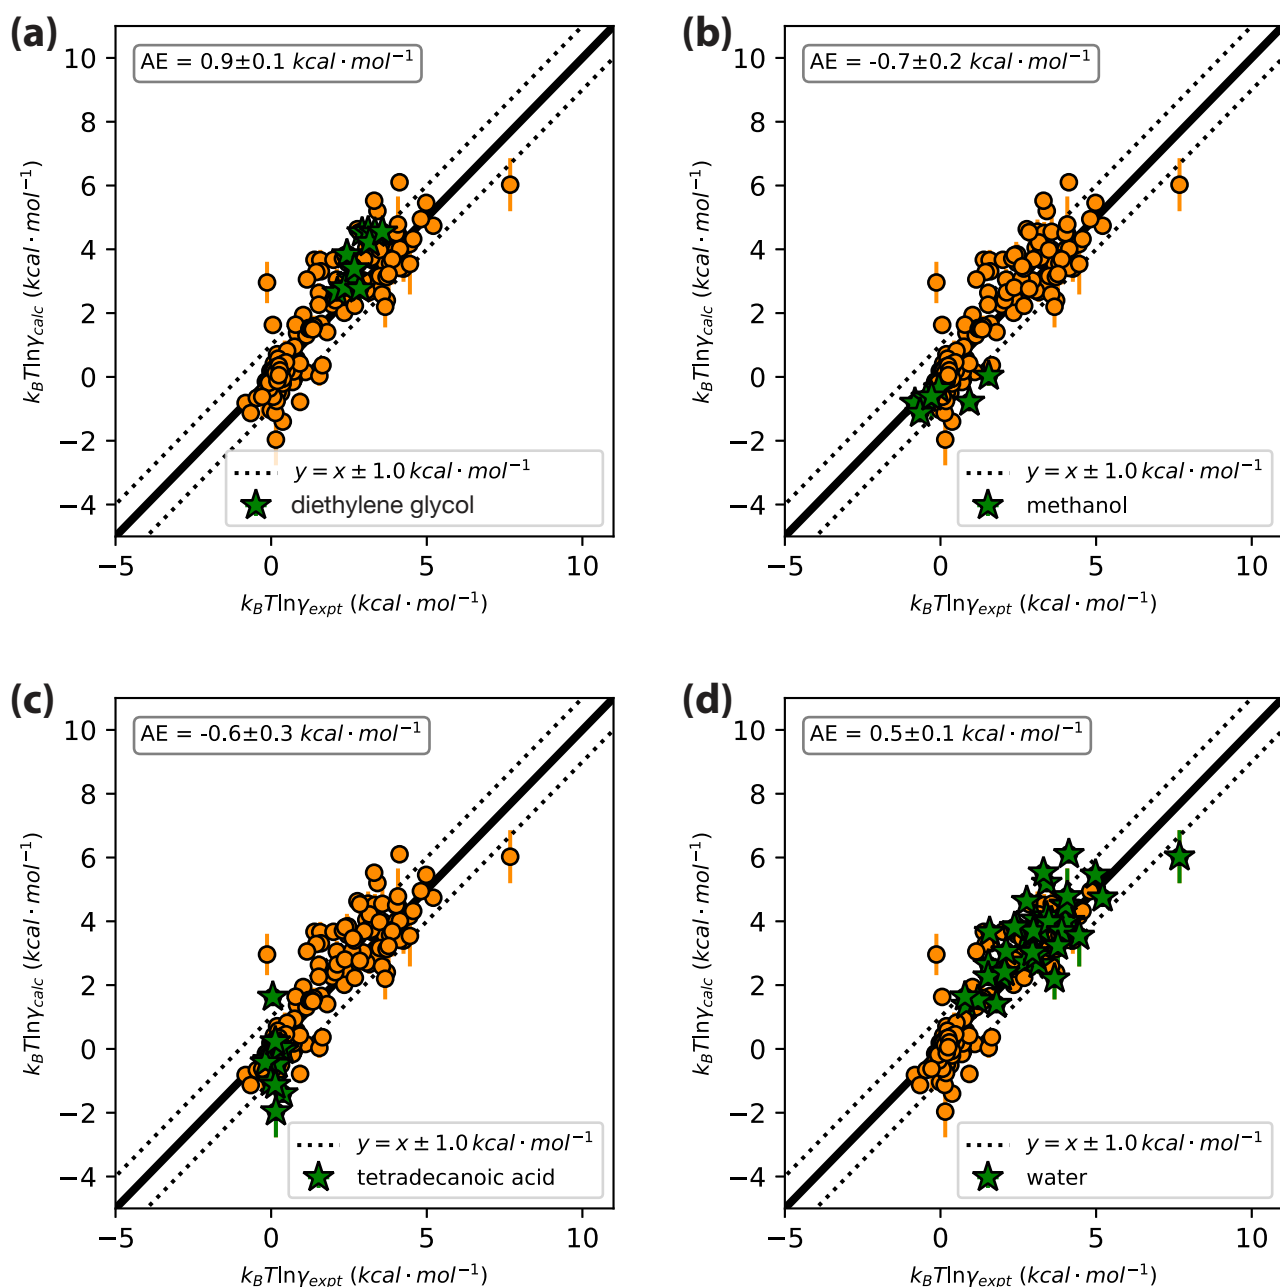 (a)
AE = 0.9±0.1 kcal · mol⁻¹
10
8
6
4
2
0
−2
−4
k_BTlnγ_calc (kcal · mol⁻¹)
y = x ± 1.0 kcal · mol⁻¹
diethylene glycol
−5 0 5 10
k_BTlnγ_expt (kcal · mol⁻¹)
(b)
AE = -0.7±0.2 kcal · mol⁻¹
10
8
6
4
2
0
−2
−4
k_BTlnγ_calc (kcal · mol⁻¹)
y = x ± 1.0 kcal · mol⁻¹
methanol
−5 0 5 10
k_BTlnγ_expt (kcal · mol⁻¹)
(c)
AE = -0.6±0.3 kcal · mol⁻¹
10
8
6
4
2
0
−2
−4
k_BTlnγ_calc (kcal · mol⁻¹)
y = x ± 1.0 kcal · mol⁻¹
tetradecanoic acid
−5 0 5 10
k_BTlnγ_expt (kcal · mol⁻¹)
(d)
AE = 0.5±0.1 kcal · mol⁻¹
10
8
6
4
2
0
−2
−4
k_BTlnγ_calc (kcal · mol⁻¹)
y = x ± 1.0 kcal · mol⁻¹
water
−5 0 5 10
k_BTlnγ_expt (kcal · mol⁻¹)